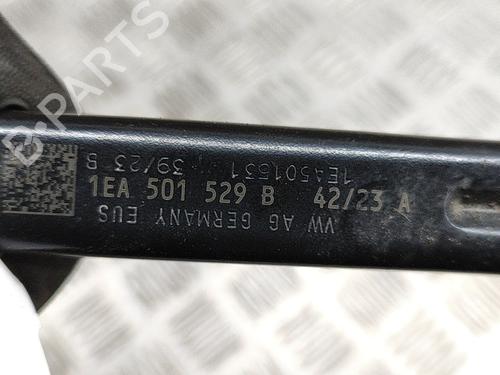 B-PARTS
1EA501531 39/23 B
1EA 501 529 B 42/23 A
VW AG GERMANY EUS